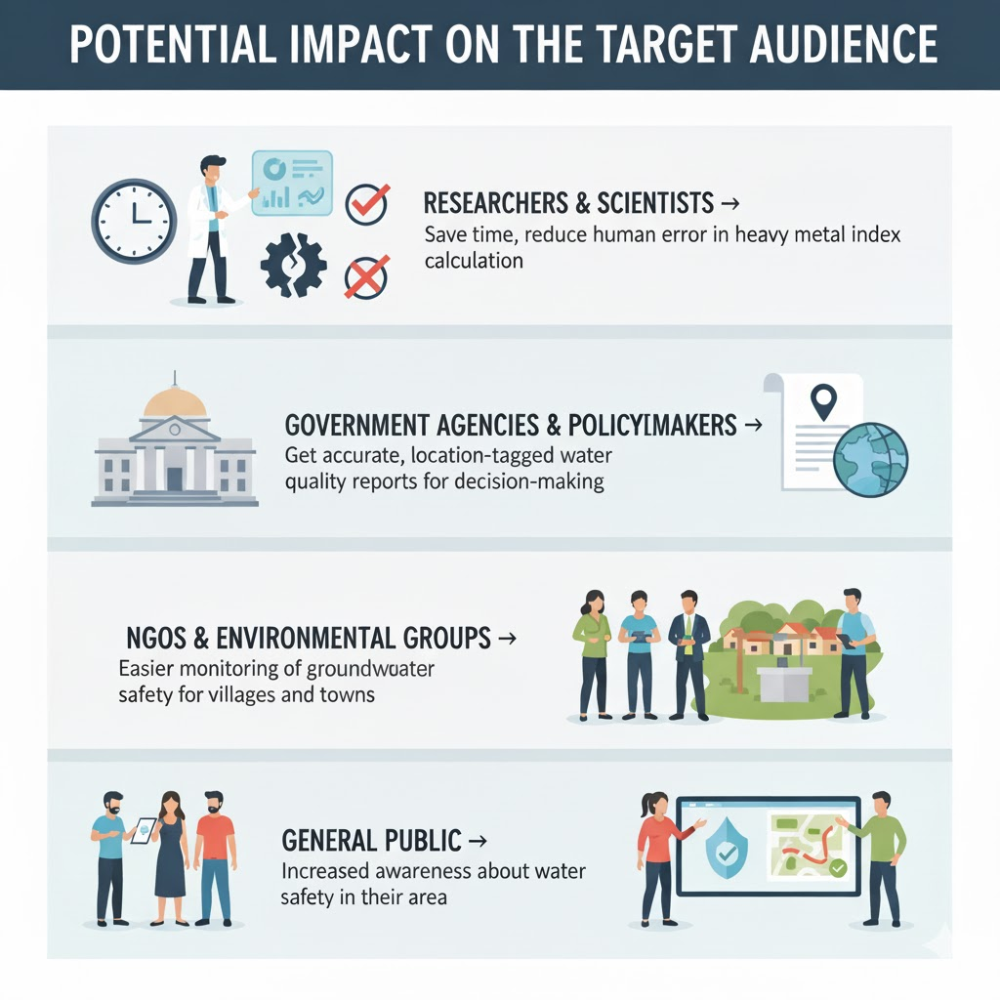 POTENTIAL IMPACT ON THE TARGET AUDIENCE
RESEARCHERS & SCIENTISTS →
Save time, reduce human error in heavy metal index
calculation
GOVERNMENT AGENCIES & POLICY[MAKERS →
Get accurate, location-tagged water
quality reports for decision-making
NGOS & ENVIRONMENTAL GROUPS →
Easier monitoring of groundwater
safety for villages and towns
GENERAL PUBLIC →
Increased awareness about water
safety in their area